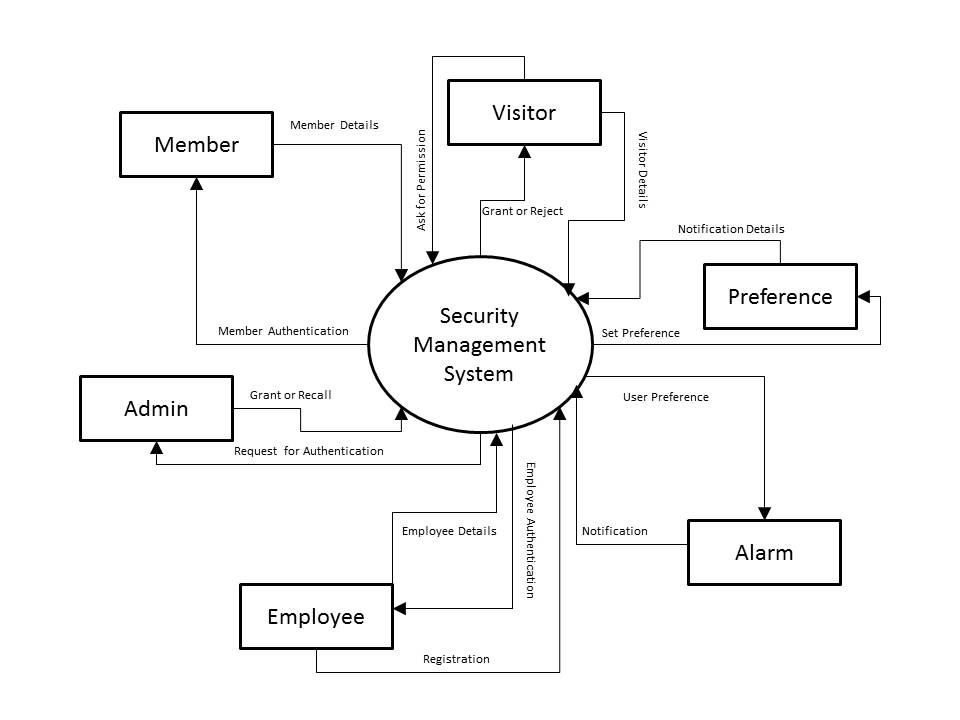 Visitor
Member Details
Member
Ask for Permission
Visitor Details
Grant or Reject
Notification Details
Preference
Security
Management
System
Member Authentication
Set Preference
Admin
Grant or Recall
User Preference
Request for Authentication
Employee Authentication
Employee Details
Notification
Alarm
Employee
Registration